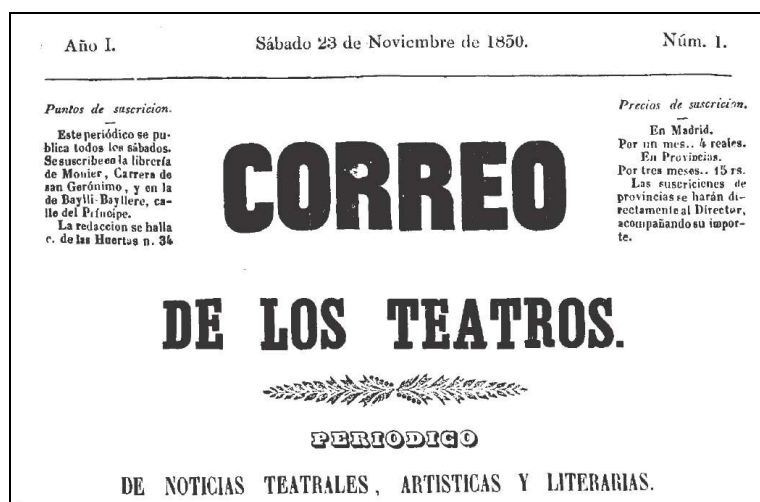 Año I. Sábado 23 de Noviembre de 1850. Núm. 1.
Puntos de suscricion.
Este periódico se pu-
blica todos los sábados.
Se suscribe en la librería
de Monier, Carrera de
san Gerónimo, y en la
de Baylli-Bayllere, ca-
lle del Príncipe.
La redaccion se halla
c. de las Huertas n. 34
CORREO
Precios de suscricion.
En Madrid.
Por un mes.. 4 reales.
En Provincias.
Por tres meses.. 15 rs.
Las suscriciones de
provincias se harán di-
rectamente al Director,
acompañando su impor-
te.
DE LOS TEATROS.
PERIODICO
DE NOTICIAS TEATRALES, ARTISTICAS Y LITERARIAS.